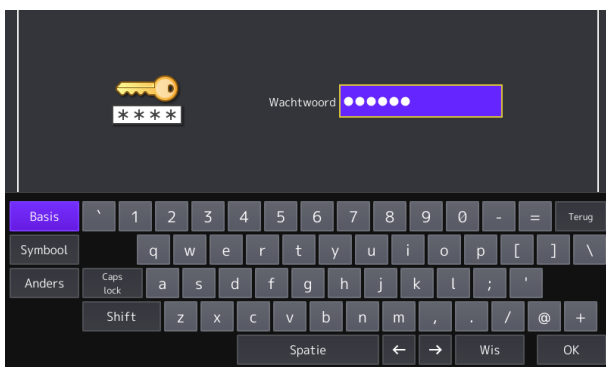 * * * *
Wachtwoord ●●●●●●
Basis ` 1 2 3 4 5 6 7 8 9 0 - = Terug
Symbool q w e r t y u i o p [ ] \
Anders Caps lock a s d f g h j k l ; '
Shift z x c v b n m , . / @ +
Spatie ← → Wis OK